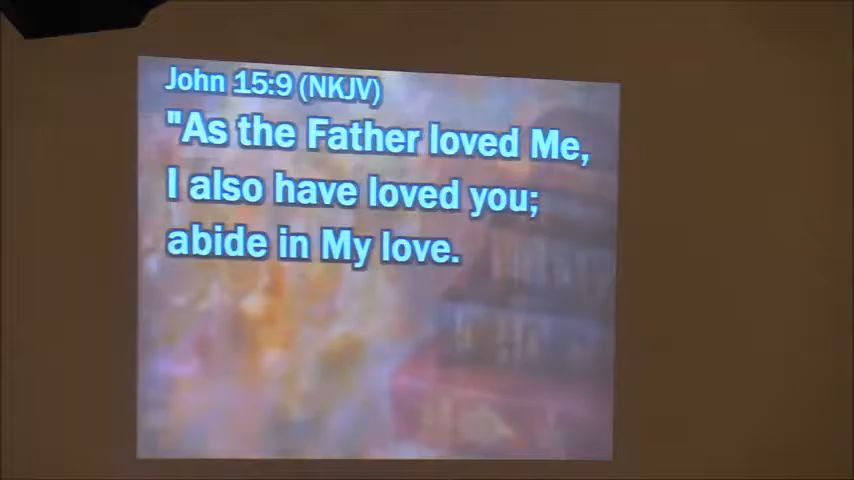 John 15:9 (NKJV)
"As the Father loved Me,
I also have loved you;
abide in My love.